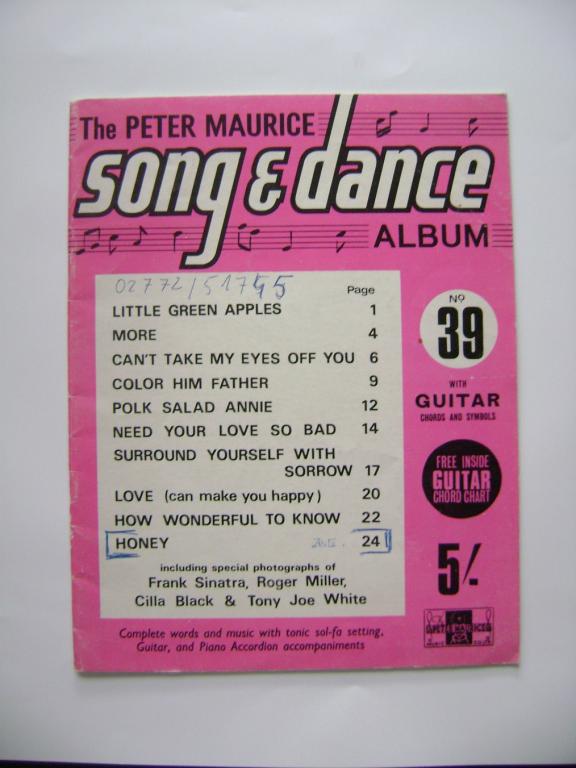 The PETER MAURICE
song & dance
ALBUM
02772/51745
Page
LITTLE GREEN APPLES 1
MORE 4
CAN'T TAKE MY EYES OFF YOU 6
COLOR HIM FATHER 9
POLK SALAD ANNIE 12
NEED YOUR LOVE SO BAD 14
SURROUND YOURSELF WITH
SORROW 17
LOVE (can make you happy) 20
HOW WONDERFUL TO KNOW 22
HONEY 24
including special photographs of
Frank Sinatra, Roger Miller,
Cilla Black & Tony Joe White
Complete words and music with tonic sol-fa setting,
Guitar, and Piano Accordion accompaniments
No
39
WITH
GUITAR
CHORDS AND SYMBOLS
FREE INSIDE
GUITAR
CHORD CHART
5/-
PETER MAURICE
MUSIC